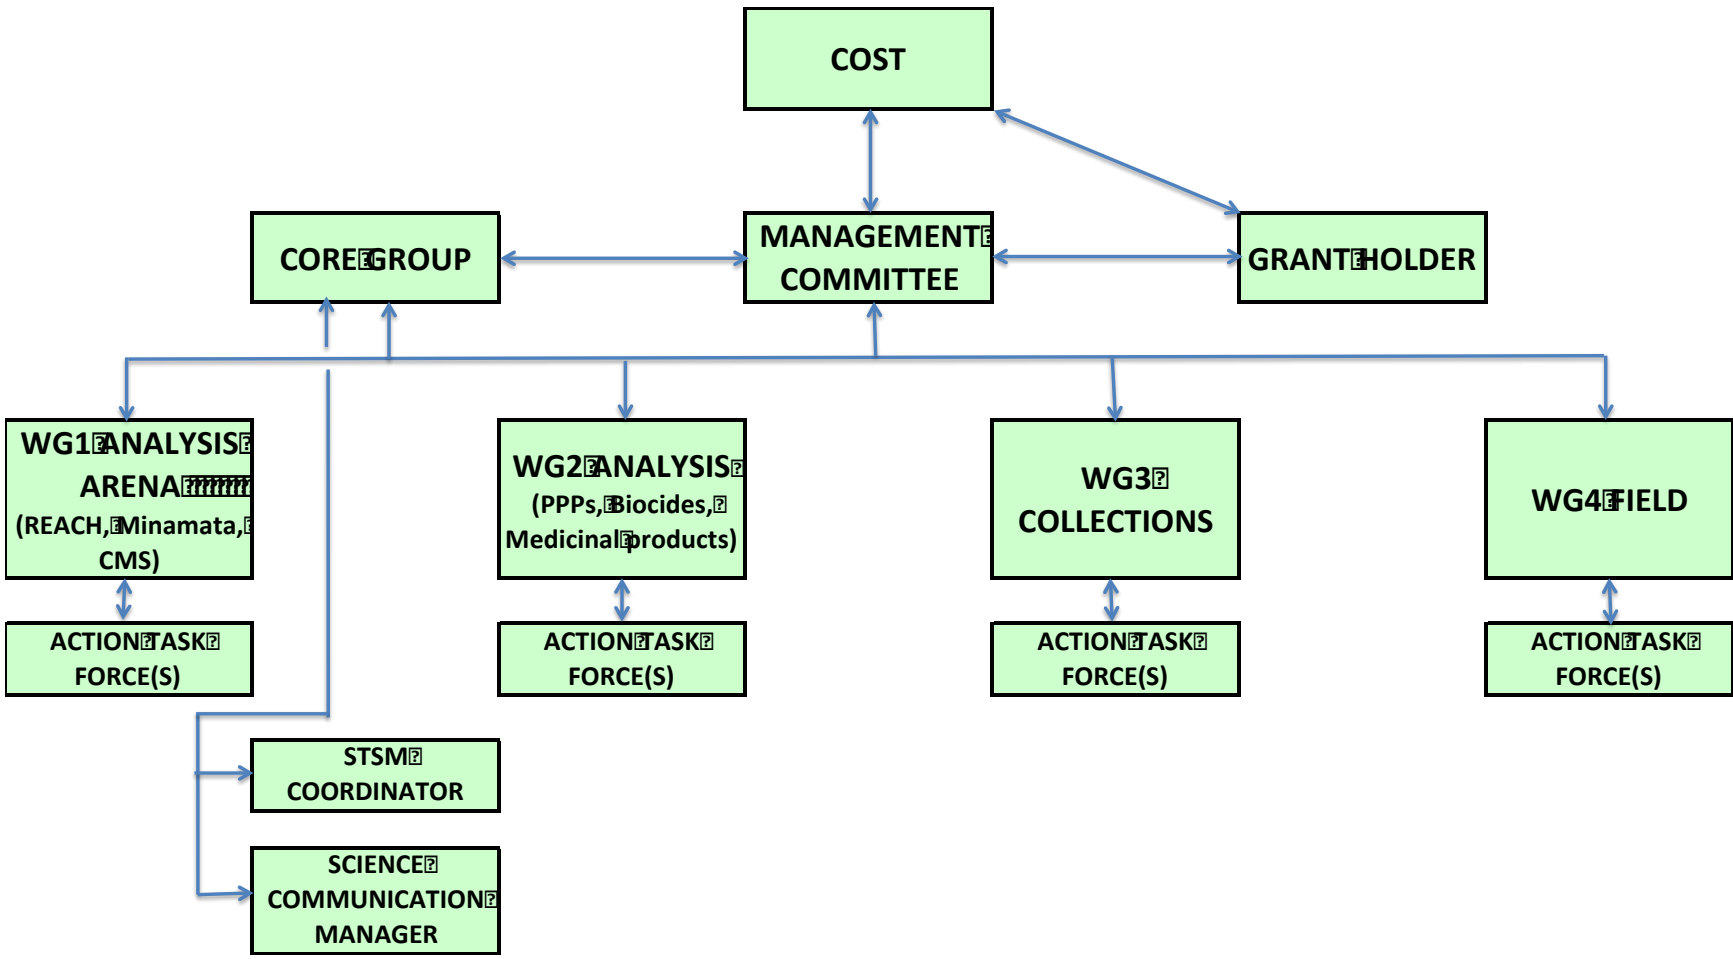 COST
CORE GROUP
MANAGEMENT
COMMITTEE
GRANT HOLDER
WG1 ANALYSIS
ARENA
(REACH, Minamata,
CMS)
WG2 ANALYSIS
(PPPs, Biocides,
Medicinal products)
WG3
COLLECTIONS
WG4 FIELD
ACTION TASK
FORCE(S)
ACTION TASK
FORCE(S)
ACTION TASK
FORCE(S)
ACTION TASK
FORCE(S)
STSM
COORDINATOR
SCIENCE
COMMUNICATION
MANAGER